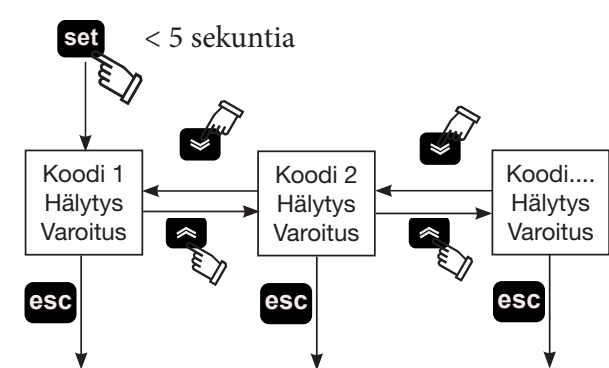 set < 5 sekuntia
Koodi 1
Hälytys
Varoitus
Koodi 2
Hälytys
Varoitus
Koodi....
Hälytys
Varoitus
esc
esc
esc